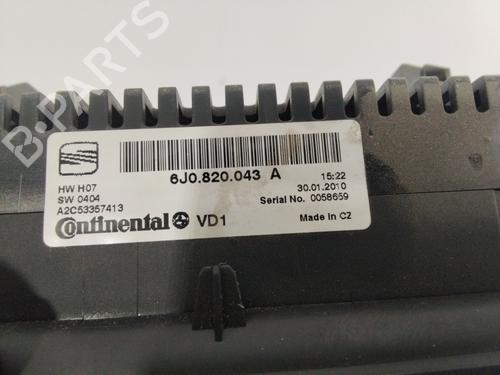 B-PARTS
6J0.820.043 A
15:22
HW H07
30.01.2010
SW 0404
Serial No. 0058659
A2C53357413
Continental VD1
Made in CZ